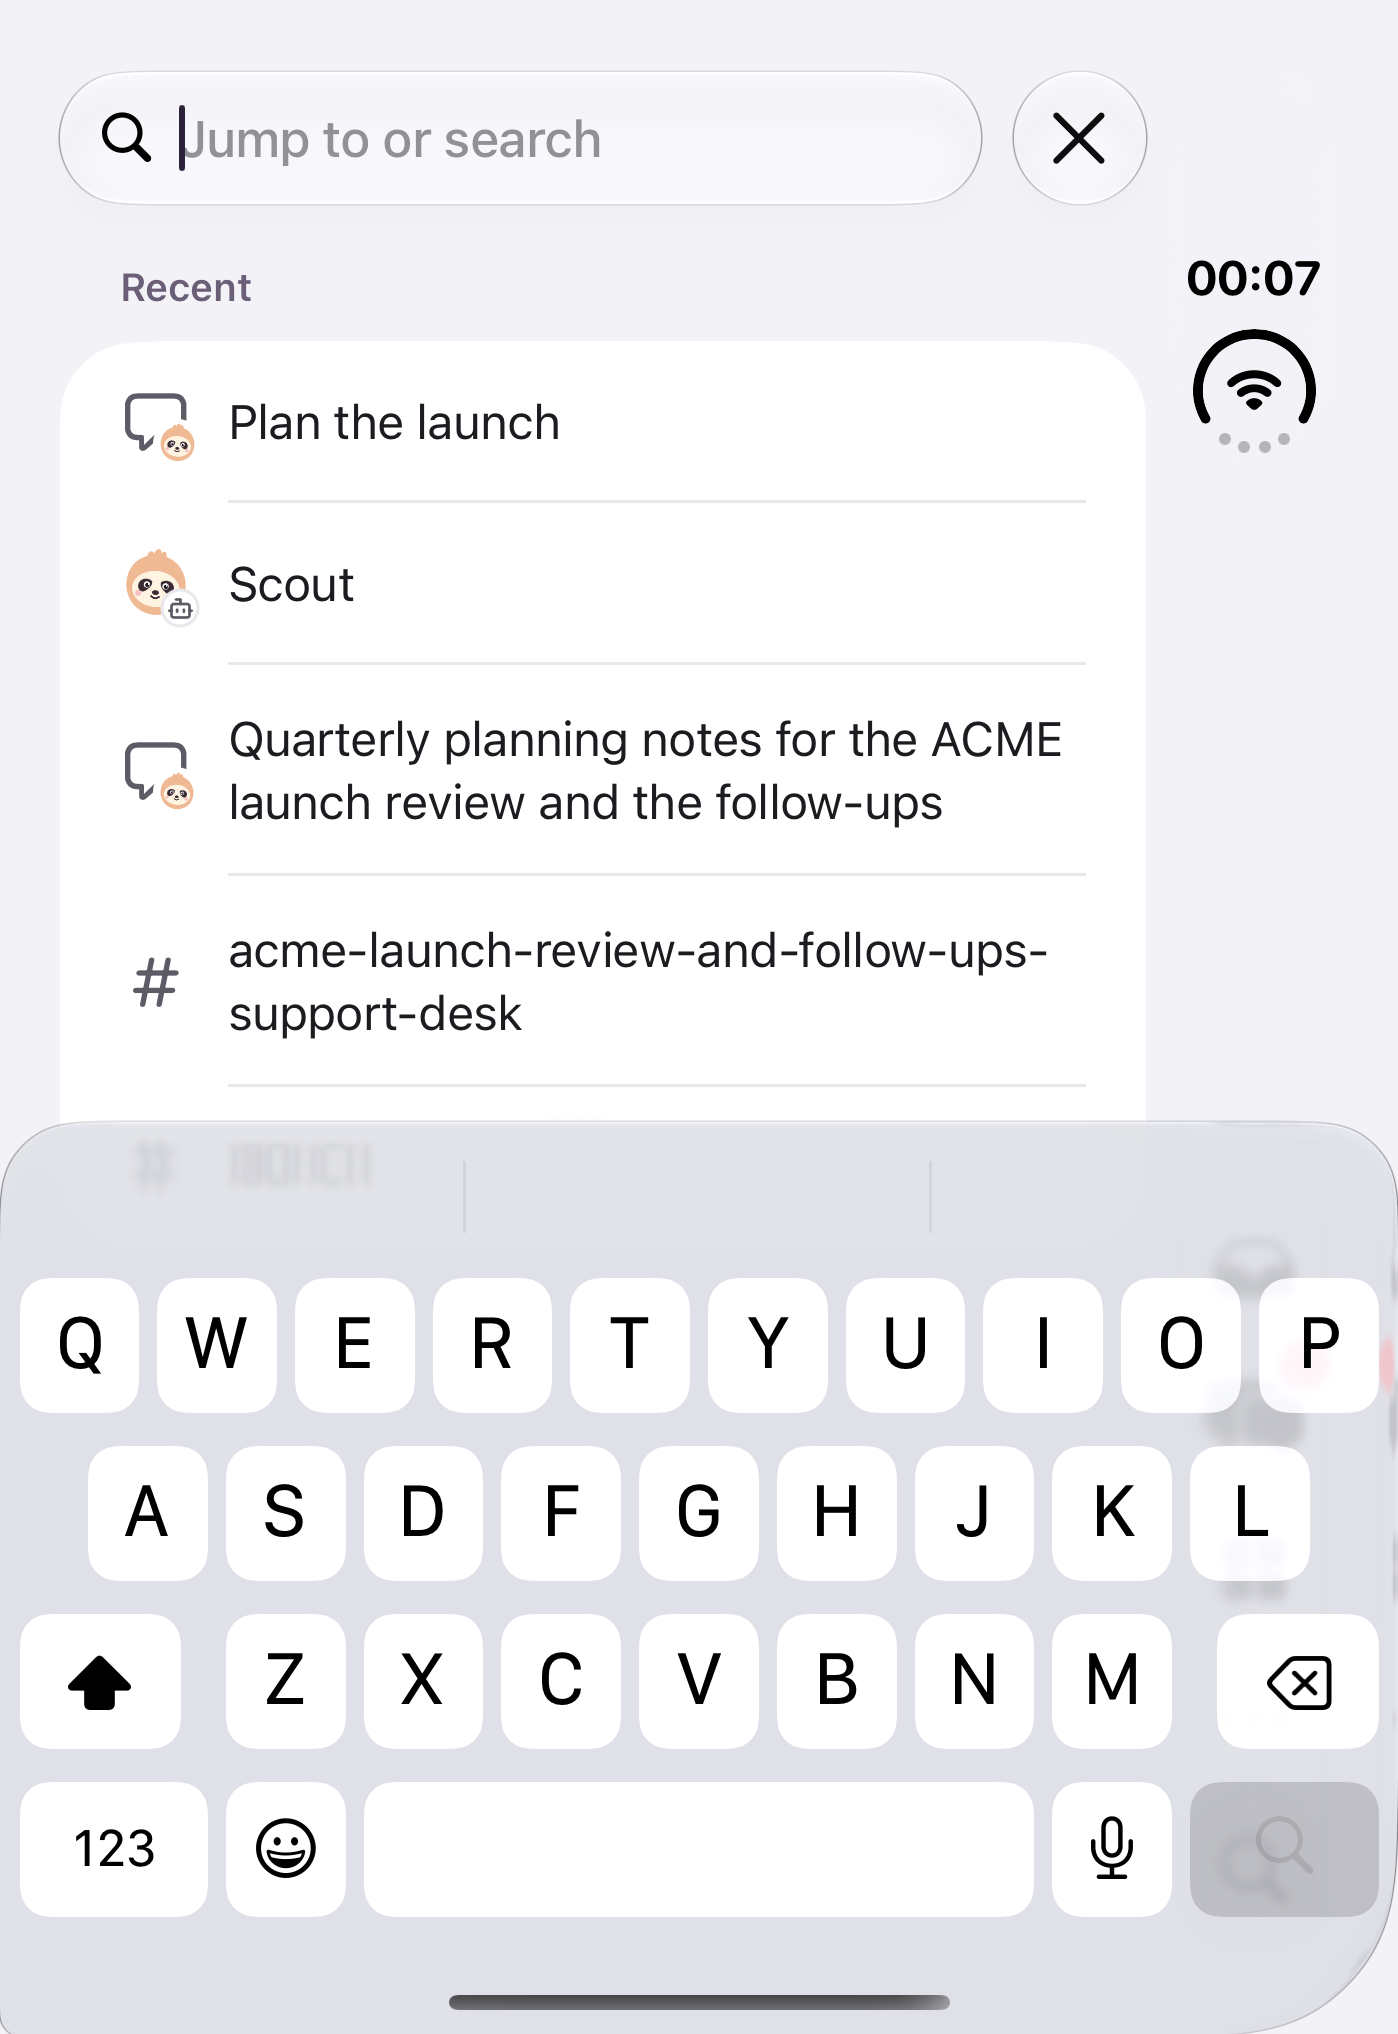 Jump to or search
Recent
00:07
Plan the launch
Scout
Quarterly planning notes for the ACME
launch review and the follow-ups
acme-launch-review-and-follow-ups-
support-desk
Q W E R T Y U I O P
A S D F G H J K L
Z X C V B N M
123